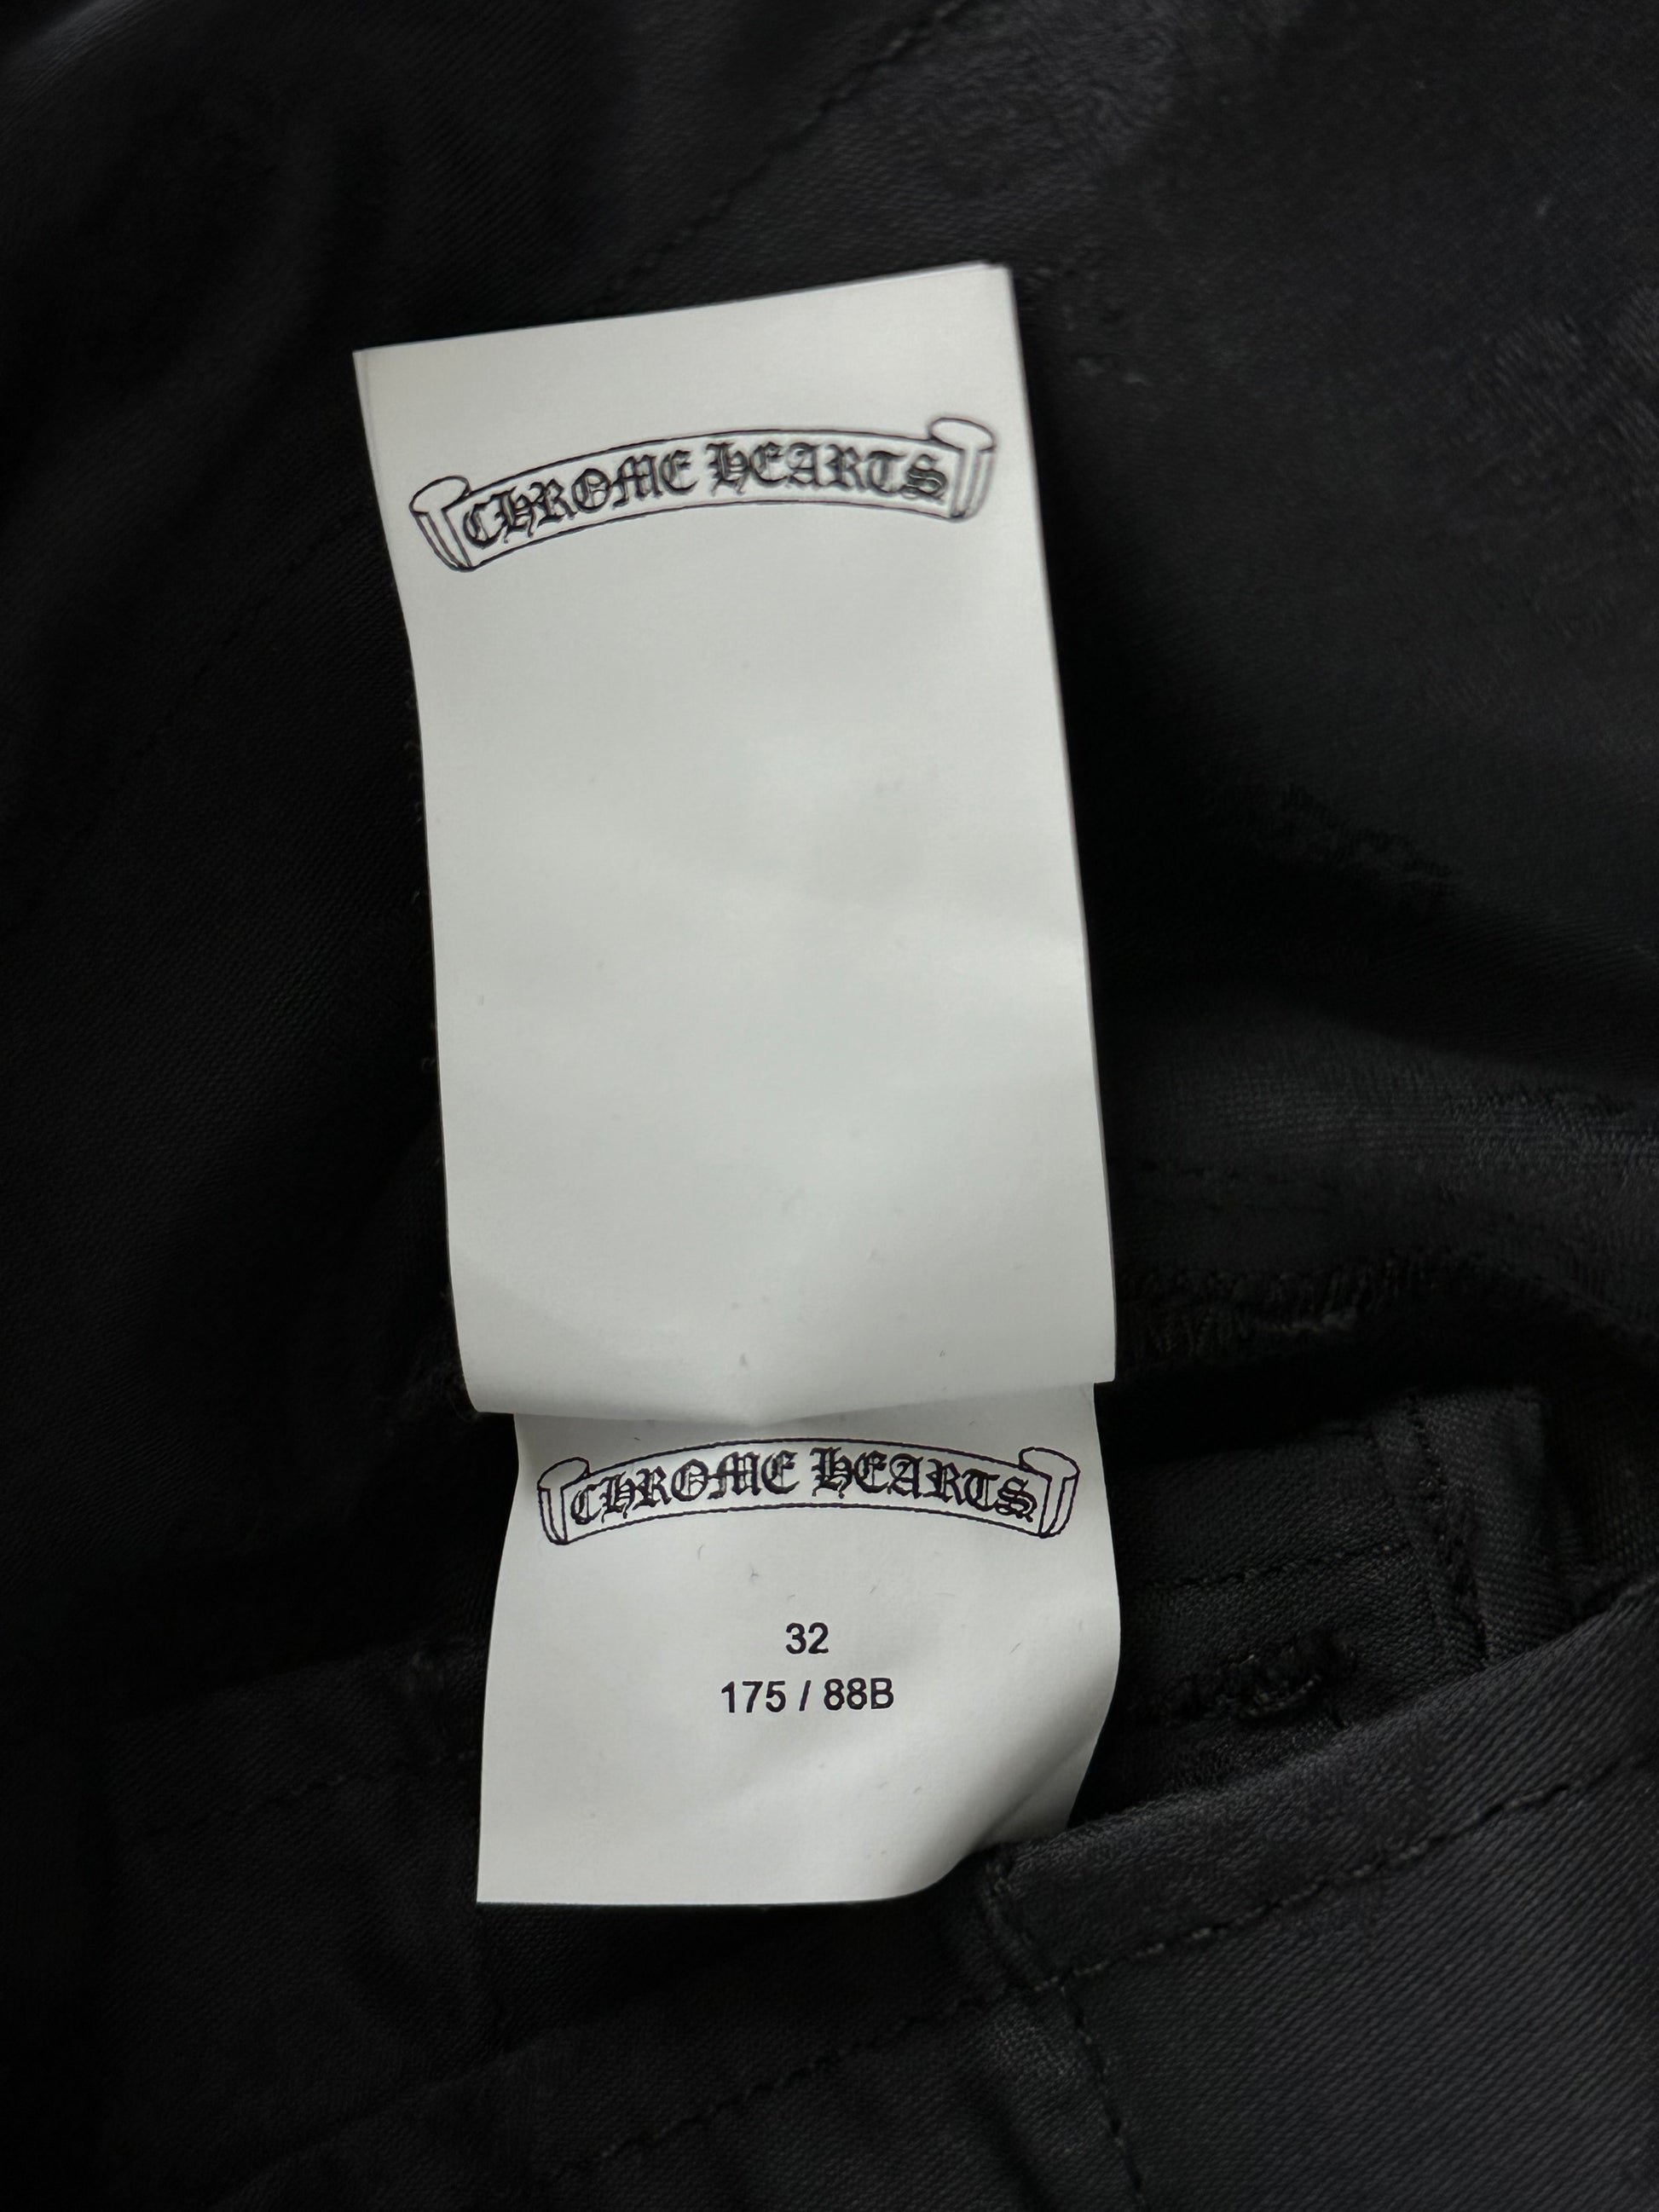 CHROME HEARTS
CHROME HEARTS
32
175 / 88B